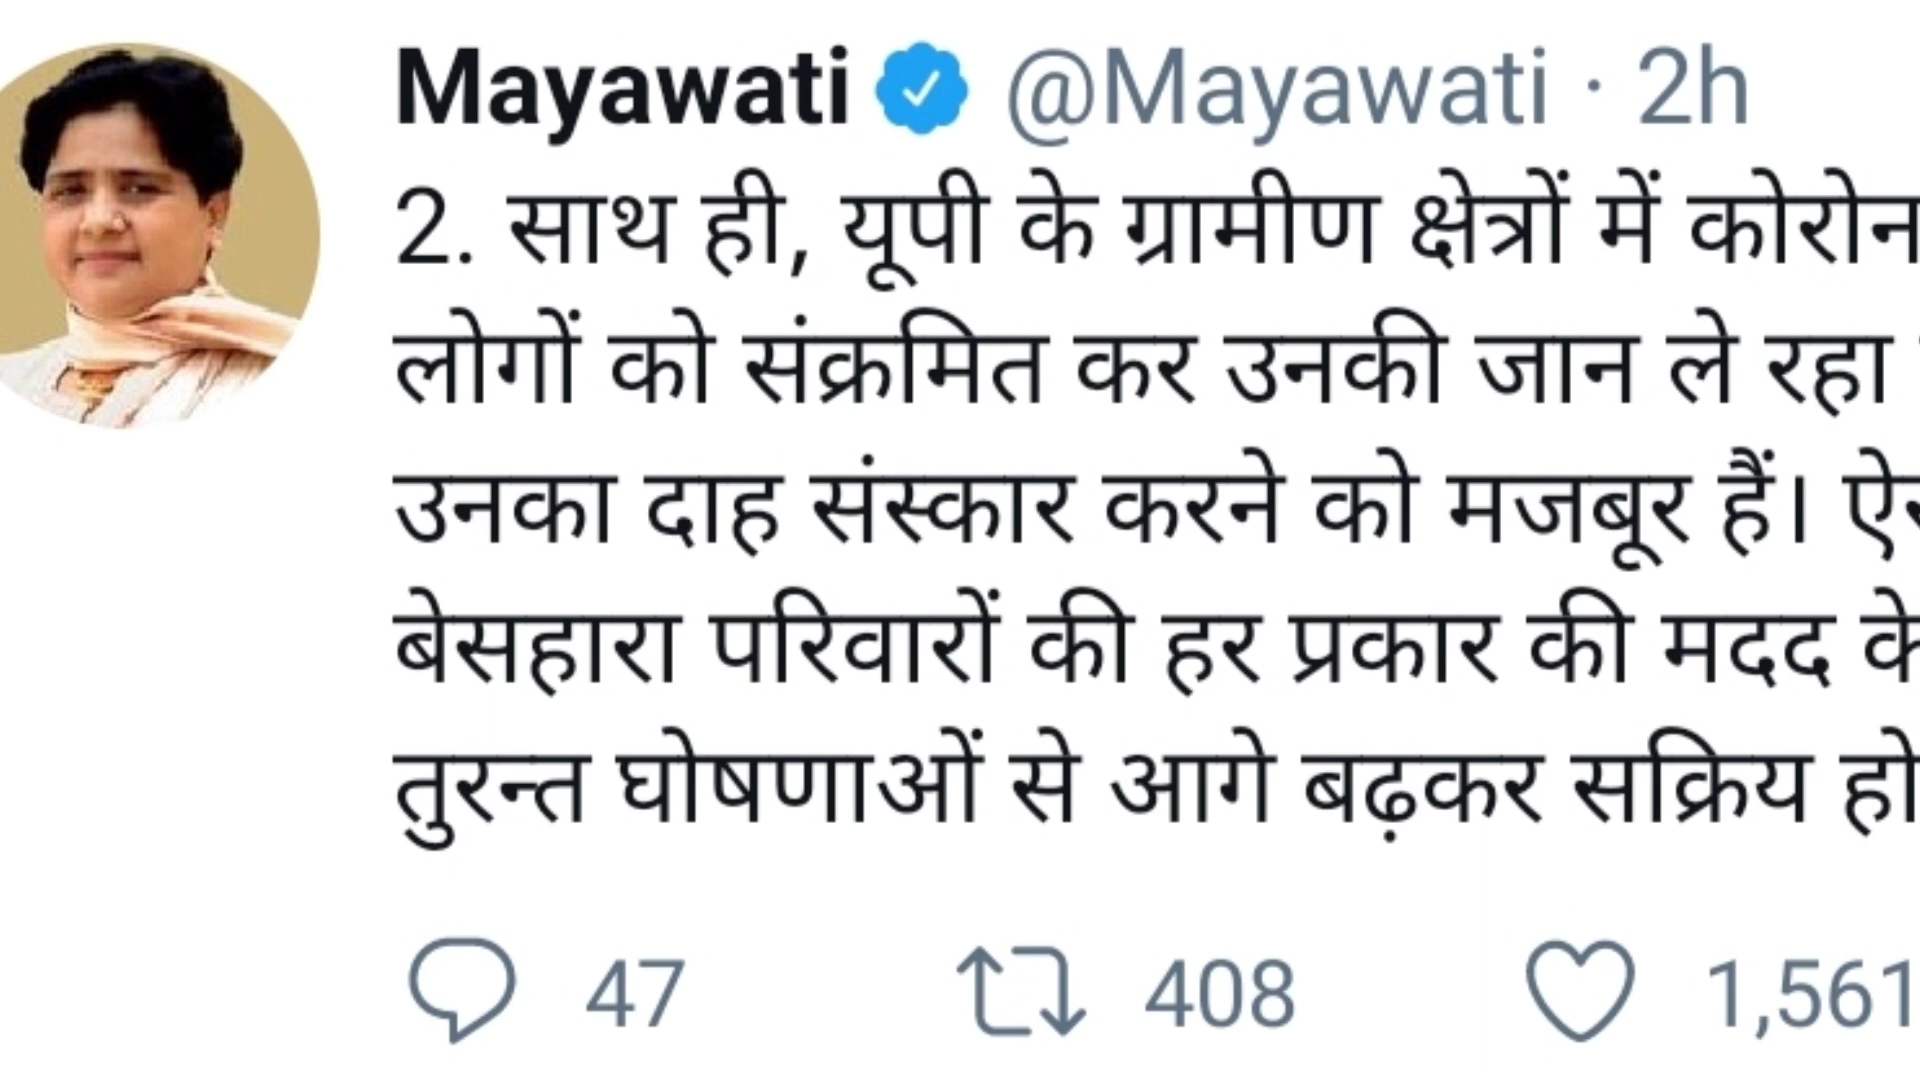 Mayawati @Mayawati · 2h
2. साथ ही, यूपी के ग्रामीण क्षेत्रों में
लोगों को संक्रमित कर उनकी जान ले रहा
उनका दाह संस्कार करने को मजबूर हैं।
बेसहारा परिवारों की हर प्रकार की मदद के
तुरन्त घोषणाओं से आगे बढ़कर सक्रिय हो
47 408 1,561